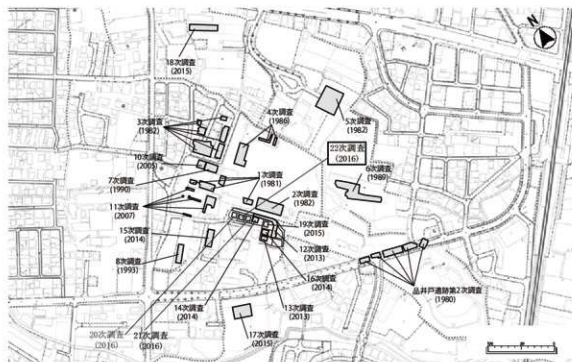 N
18次調査
(2015)
3次調査
(1982)
4次調査
(1986)
5次調査
(1982)
10次調査
(2005)
22次調査
(2016)
7次調査
(1990)
1次調査
(1981)
6次調査
(1989)
2次調査
(1982)
11次調査
(2007)
15次調査
(2014)
19次調査
(2015)
12次調査
(2013)
8次調査
(1993)
16次調査
(2014)
品井戸遺跡第2次調査
(1980)
14次調査
(2014)
13次調査
(2013)
20次調査
(2016)
21次調査
(2016)
17次調査
(2015)